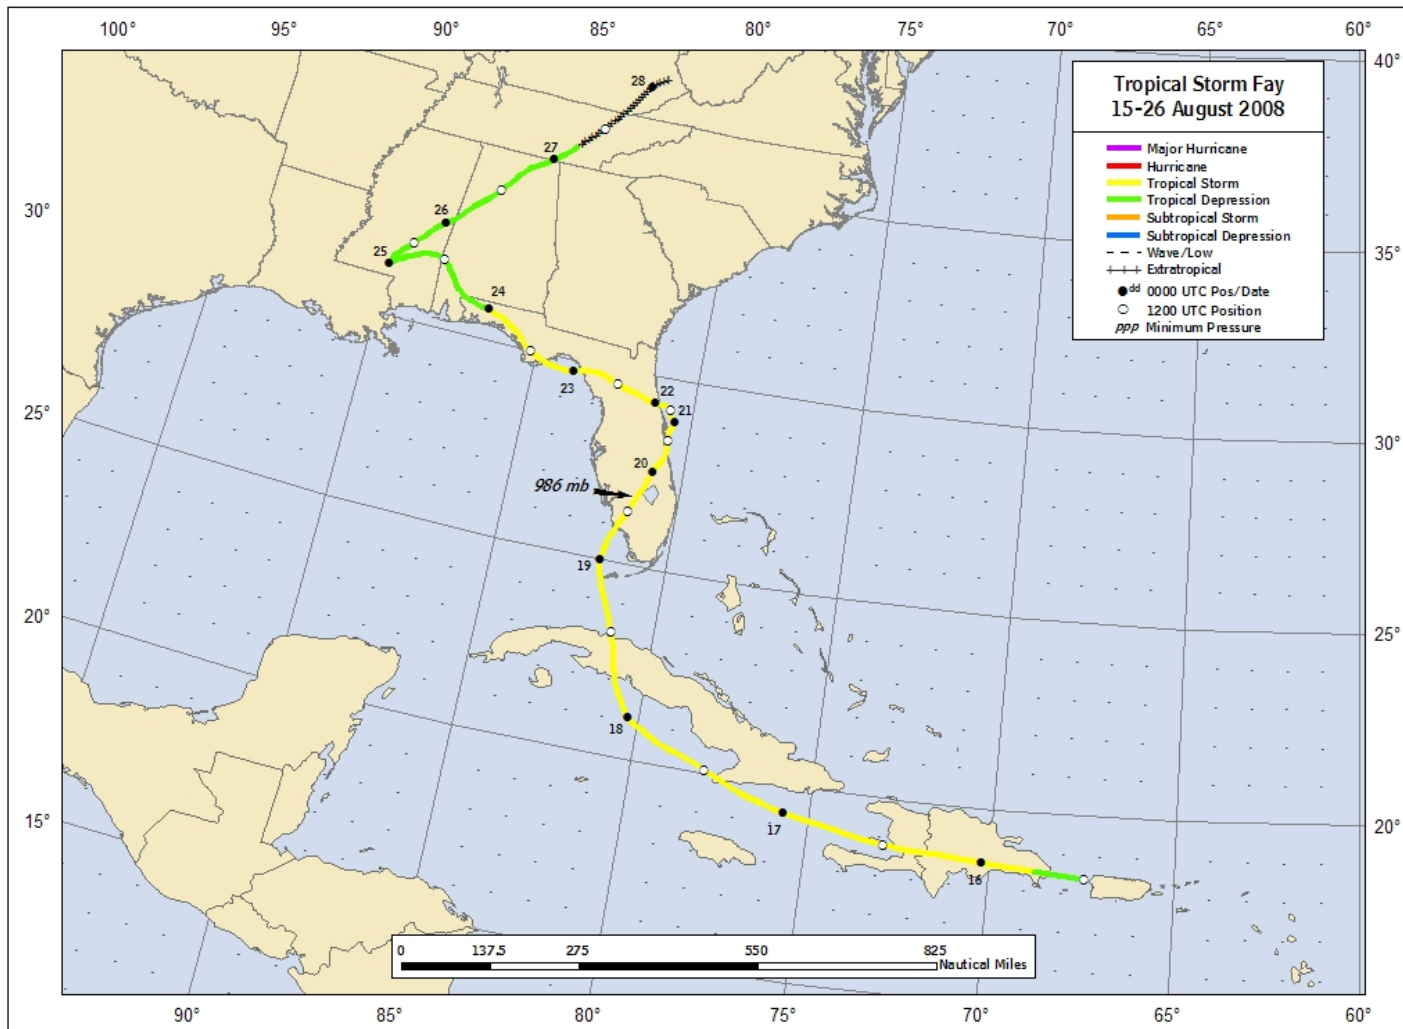 100° 95° 90° 85° 80° 75° 70° 65° 60°
40°
Tropical Storm Fay
15-26 August 2008
Major Hurricane
Hurricane
Tropical Storm
Tropical Depression
Subtropical Storm
Subtropical Depression
Wave/Low
Extratropical
dd 0000 UTC Pos/Date
1200 UTC Position
ppp Minimum Pressure
28
27
30°
26
25
35°
24
23
22
21
25°
30°
20
986 mb
19
20°
25°
18
17
15°
20°
16
0 137.5 275 550 825
Nautical Miles
90° 85° 80° 75° 70° 65° 60°